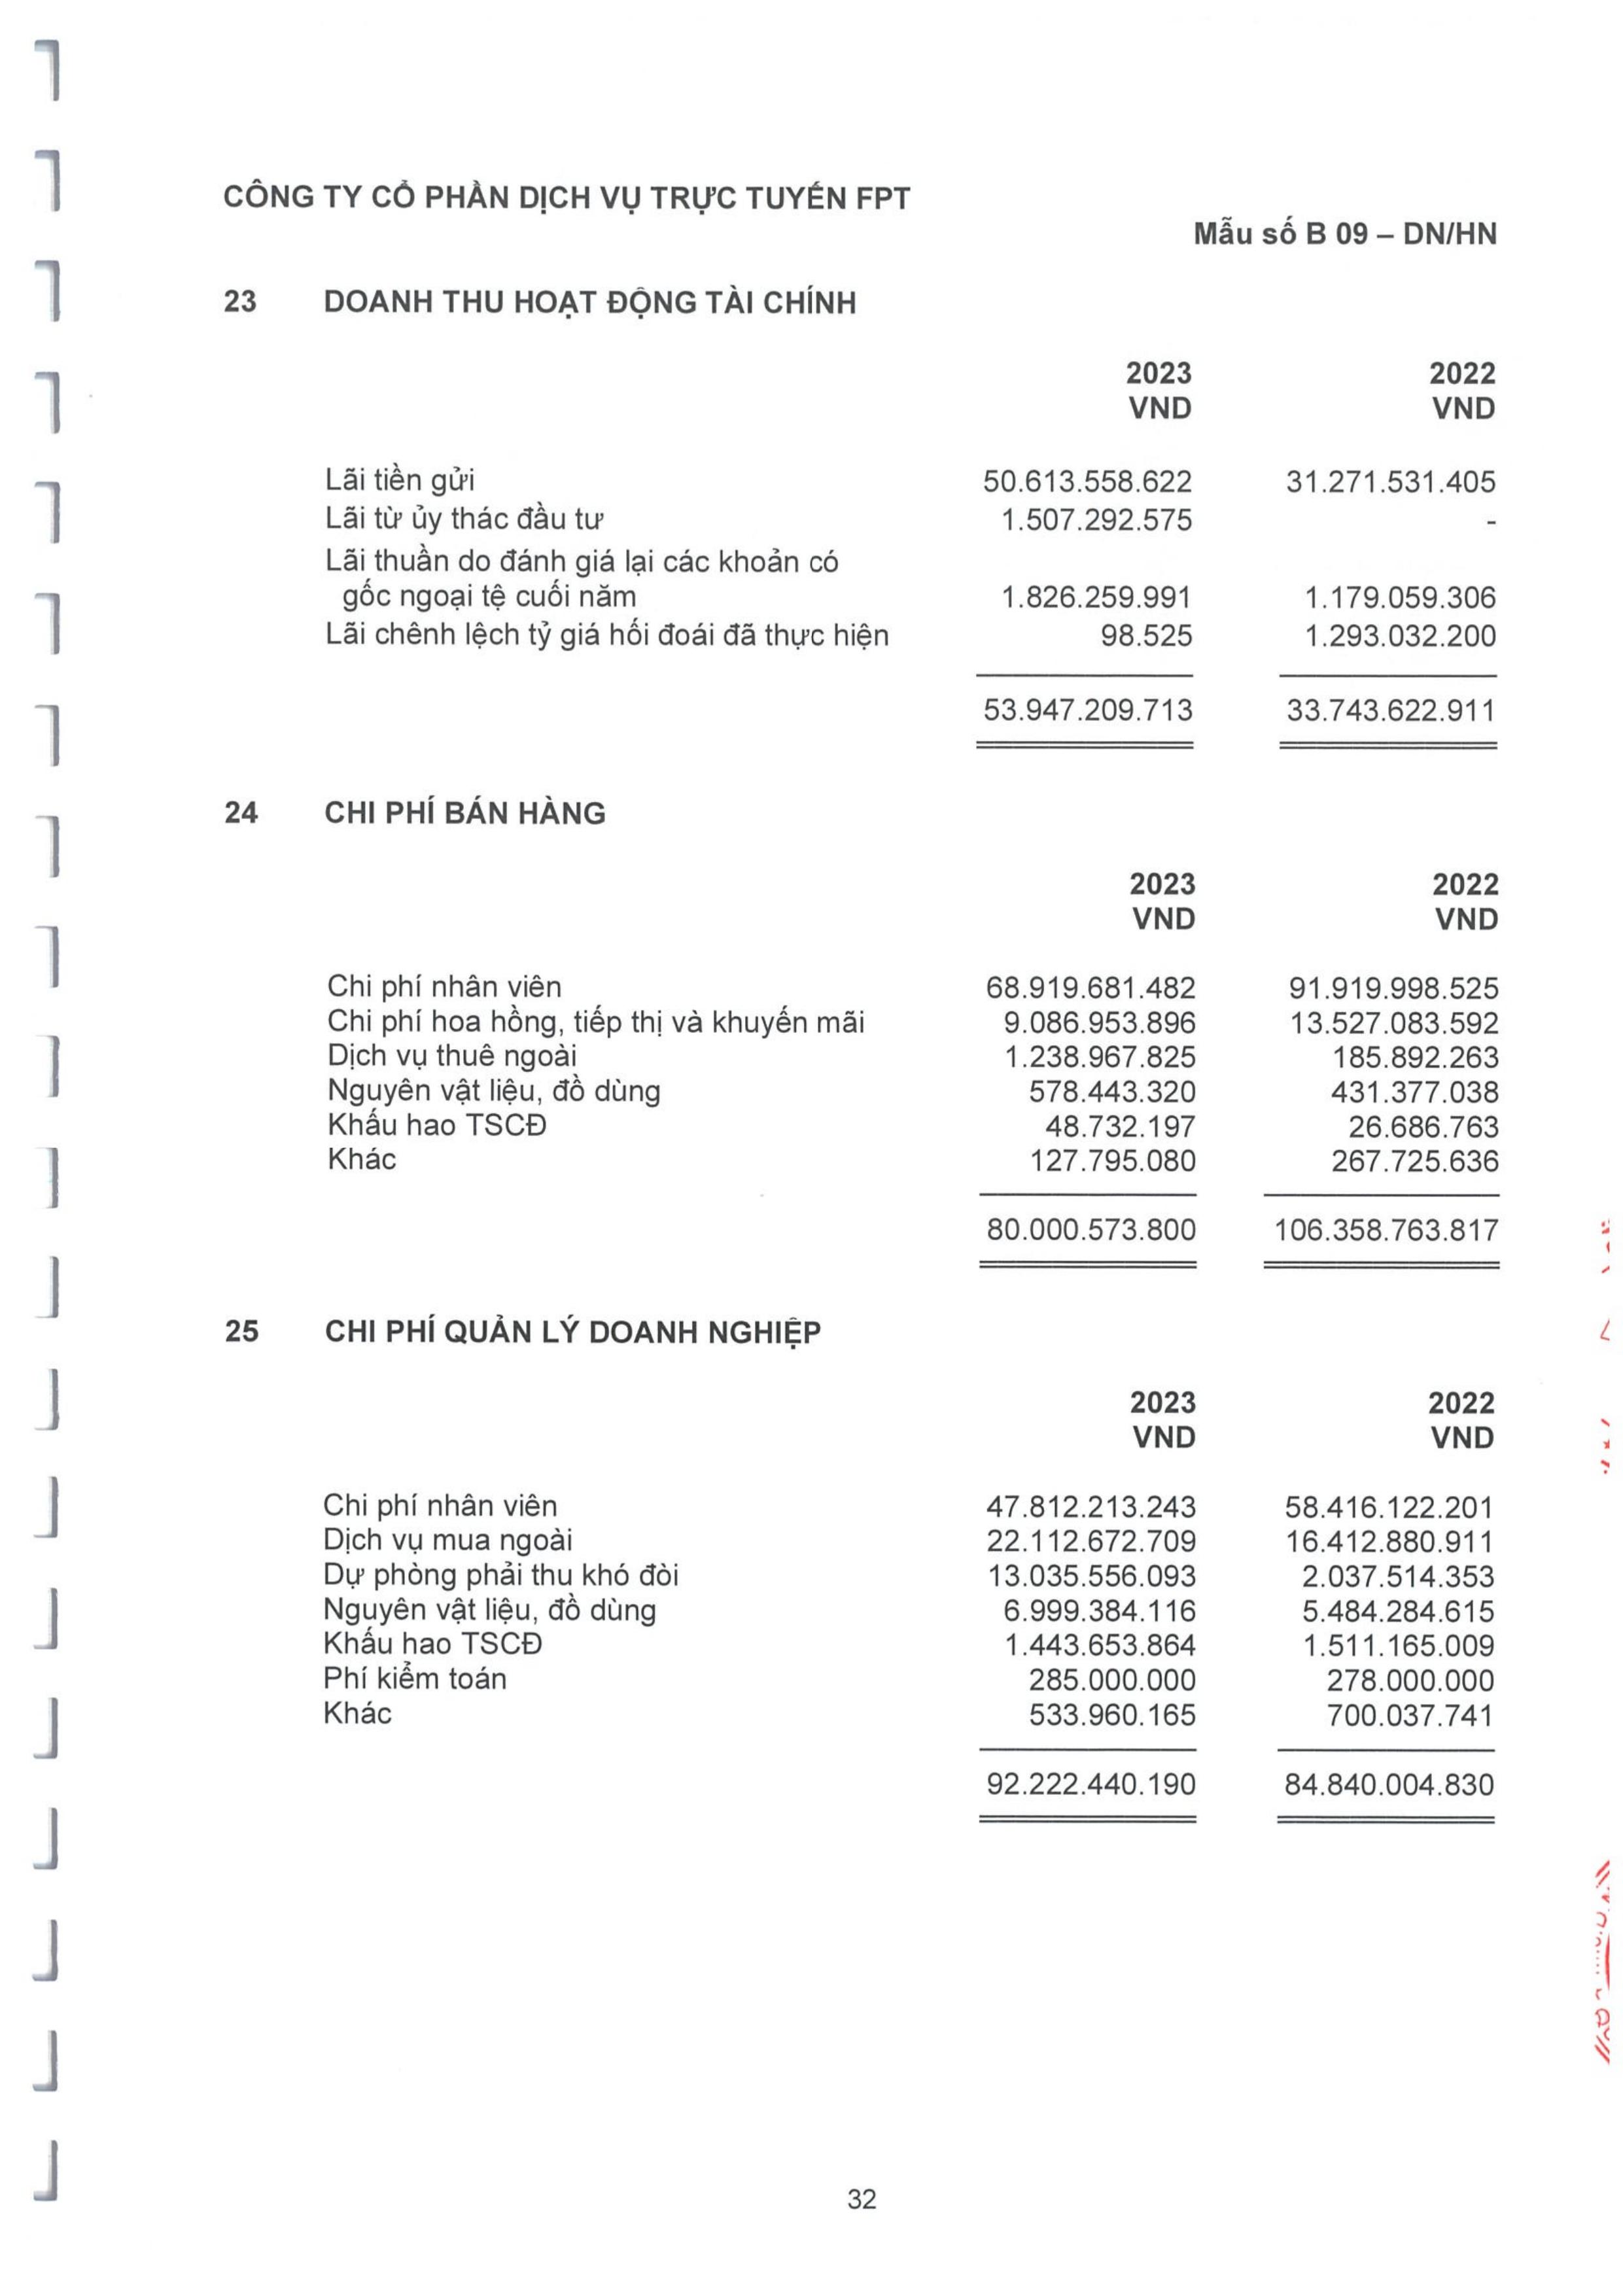 CÔNG TY CỔ PHẦN DỊCH VỤ TRỰC TUYẾN FPT
Mẫu số B 09 – DN/HN
23 DOANH THU HOẠT ĐỘNG TÀI CHÍNH
2023 2022
VND VND
Lãi tiền gửi 50.613.558.622 31.271.531.405
Lãi từ ủy thác đầu tư 1.507.292.575 -
Lãi thuần do đánh giá lại các khoản có
gốc ngoại tệ cuối năm 1.826.259.991 1.179.059.306
Lãi chênh lệch tỷ giá hối đoái đã thực hiện 98.525 1.293.032.200
53.947.209.713 33.743.622.911
24 CHI PHÍ BÁN HÀNG
2023 2022
VND VND
Chi phí nhân viên 68.919.681.482 91.919.998.525
Chi phí hoa hồng, tiếp thị và khuyến mãi 9.086.953.896 13.527.083.592
Dịch vụ thuê ngoài 1.238.967.825 185.892.263
Nguyên vật liệu, đồ dùng 578.443.320 431.377.038
Khấu hao TSCĐ 48.732.197 26.686.763
Khác 127.795.080 267.725.636
80.000.573.800 106.358.763.817
25 CHI PHÍ QUẢN LÝ DOANH NGHIỆP
2023 2022
VND VND
Chi phí nhân viên 47.812.213.243 58.416.122.201
Dịch vụ mua ngoài 22.112.672.709 16.412.880.911
Dự phòng phải thu khó đòi 13.035.556.093 2.037.514.353
Nguyên vật liệu, đồ dùng 6.999.384.116 5.484.284.615
Khấu hao TSCĐ 1.443.653.864 1.511.165.009
Phí kiểm toán 285.000.000 278.000.000
Khác 533.960.165 700.037.741
92.222.440.190 84.840.004.830
32